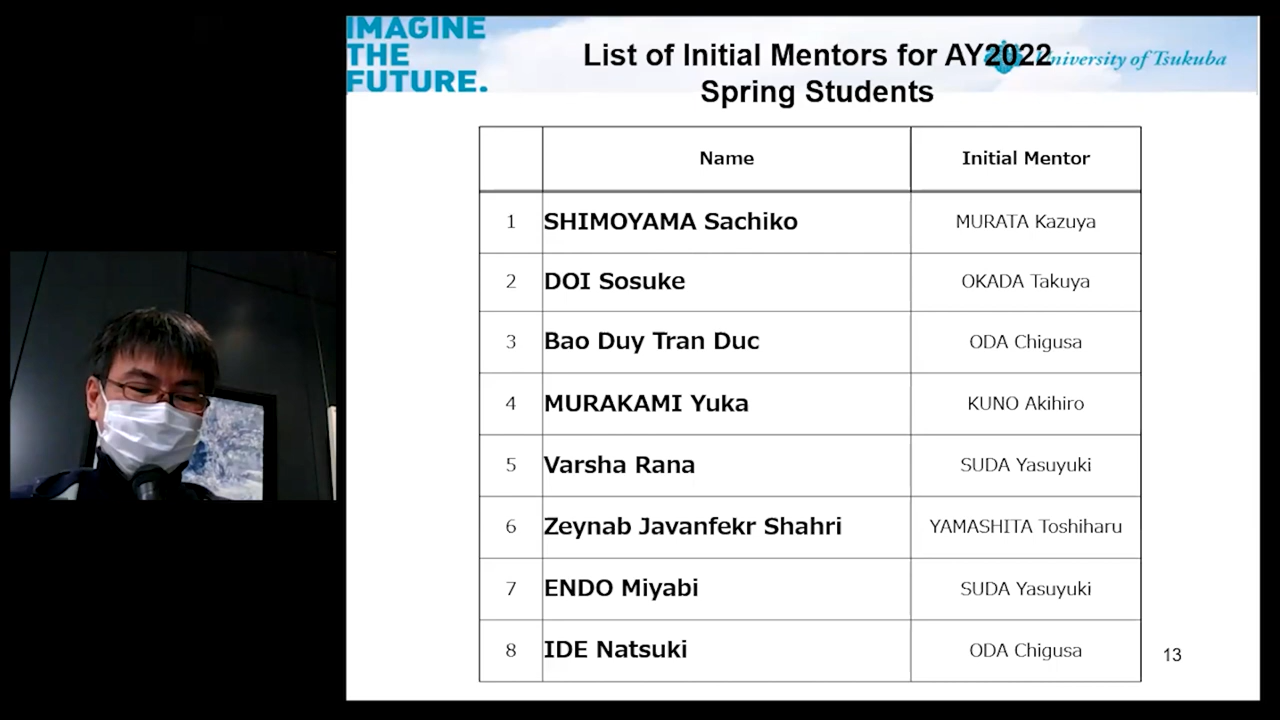 IMAGINE
THE
FUTURE.
List of Initial Mentors for AY2022
Spring Students
University of Tsukuba
Name Initial Mentor
1 SHIMOYAMA Sachiko MURATA Kazuya
2 DOI Sosuke OKADA Takuya
3 Bao Duy Tran Duc ODA Chigusa
4 MURAKAMI Yuka KUNO Akihiro
5 Varsha Rana SUDA Yasuyuki
6 Zeynab Javanfekr Shahri YAMASHITA Toshiharu
7 ENDO Miyabi SUDA Yasuyuki
8 IDE Natsuki ODA Chigusa
13